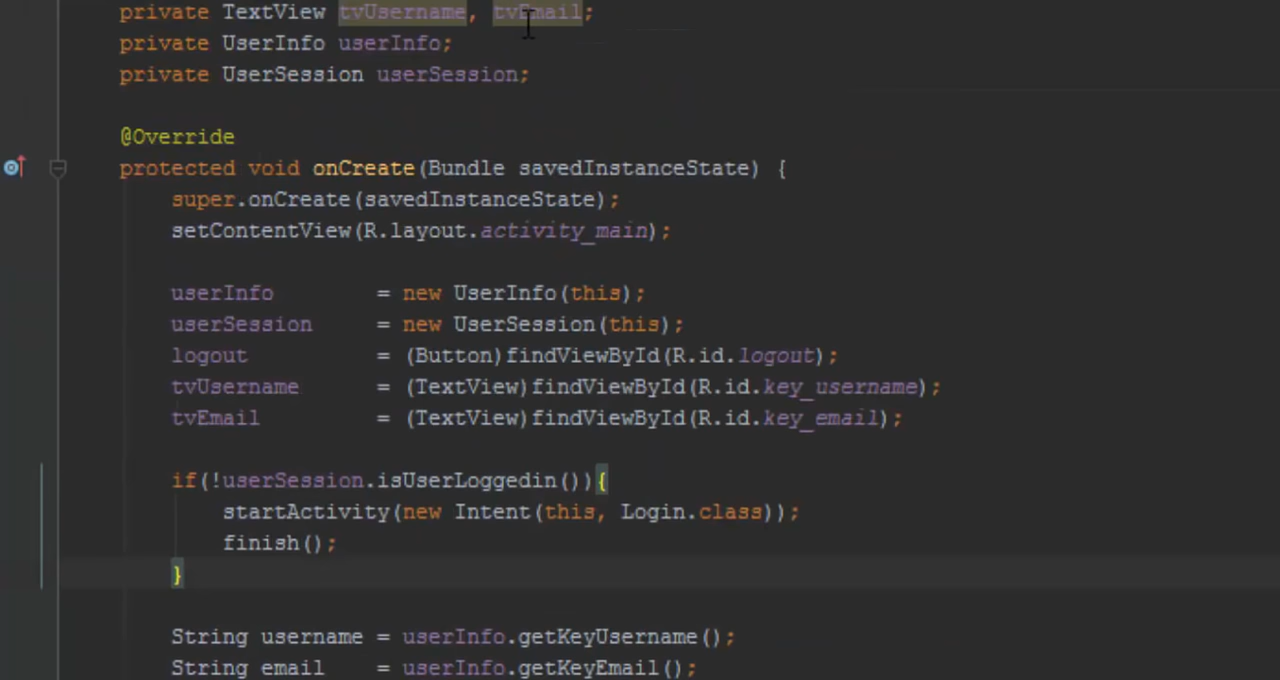 private TextView tvUsername, tvEmail;
private UserInfo userInfo;
private UserSession userSession;
@Override
protected void onCreate(Bundle savedInstanceState) {
super.onCreate(savedInstanceState);
setContentView(R.layout.activity_main);
userInfo = new UserInfo(this);
userSession = new UserSession(this);
logout = (Button)findViewById(R.id.logout);
tvUsername = (TextView)findViewById(R.id.key_username);
tvEmail = (TextView)findViewById(R.id.key_email);
if(!userSession.isUserLoggedin()){
startActivity(new Intent(this, Login.class));
finish();
}
String username = userInfo.getKeyUsername();
String email = userInfo.getKeyEmail();